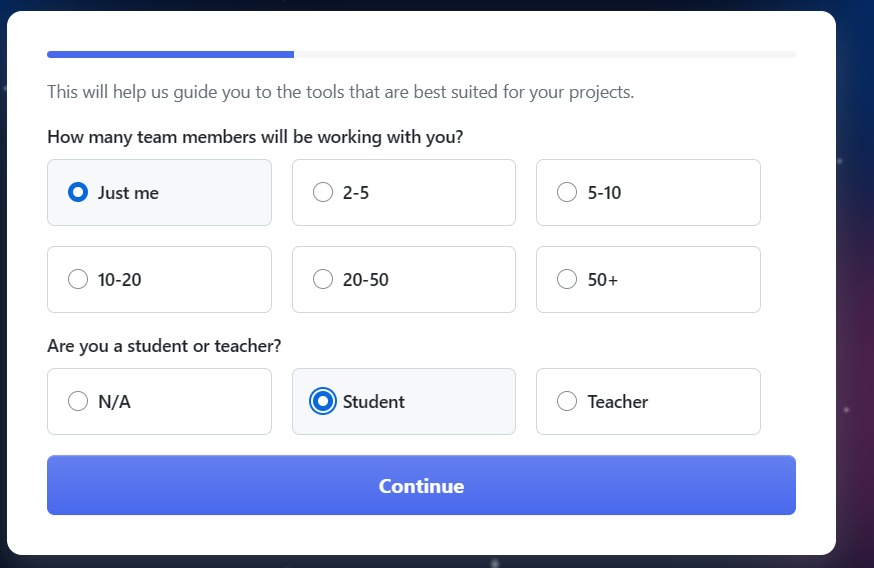 This will help us guide you to the tools that are best suited for your projects.
How many team members will be working with you?
Just me
2-5
5-10
10-20
20-50
50+
Are you a student or teacher?
N/A
Student
Teacher
Continue